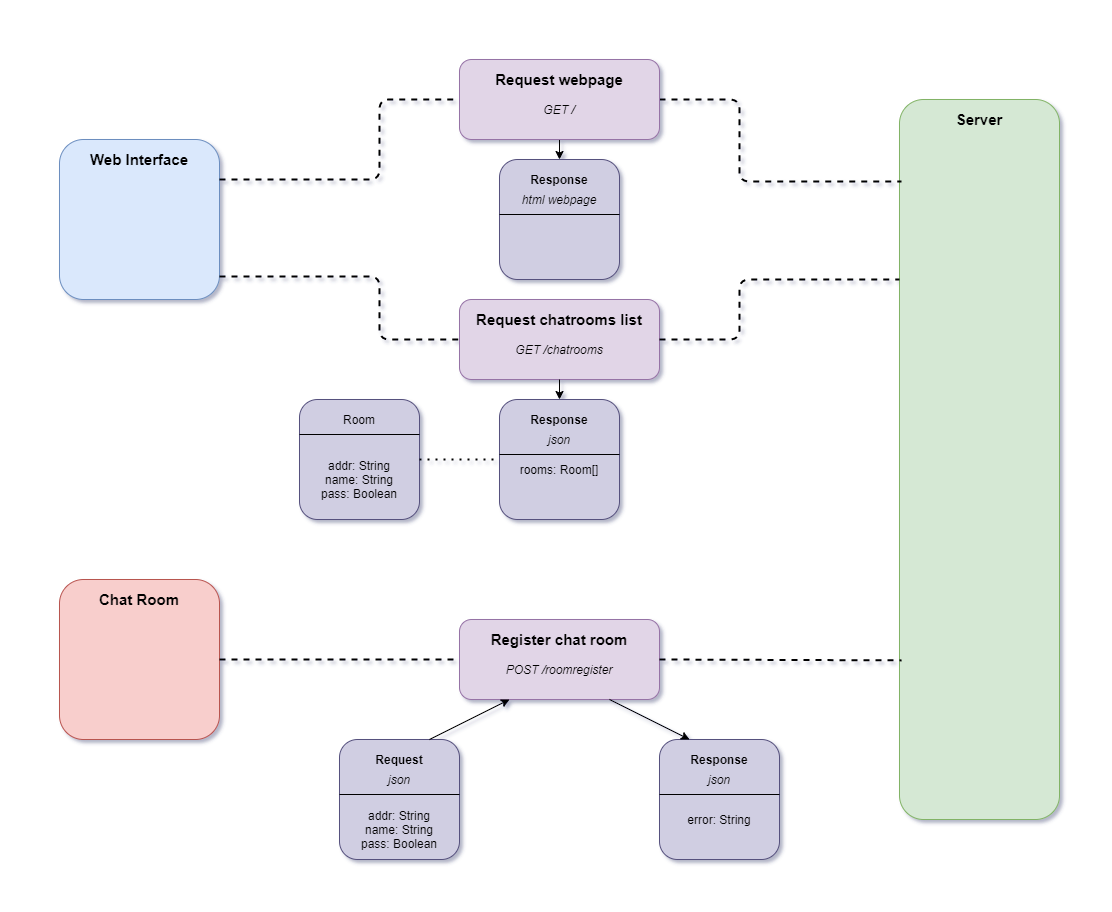 Request webpage
GET /
Server
Web Interface
Response
html webpage
Request chatrooms list
GET /chatrooms
Room
addr: String
name: String
pass: Boolean
Response
json
rooms: Room[]
Chat Room
Register chat room
POST /roomregister
Request
json
addr: String
name: String
pass: Boolean
Response
json
error: String